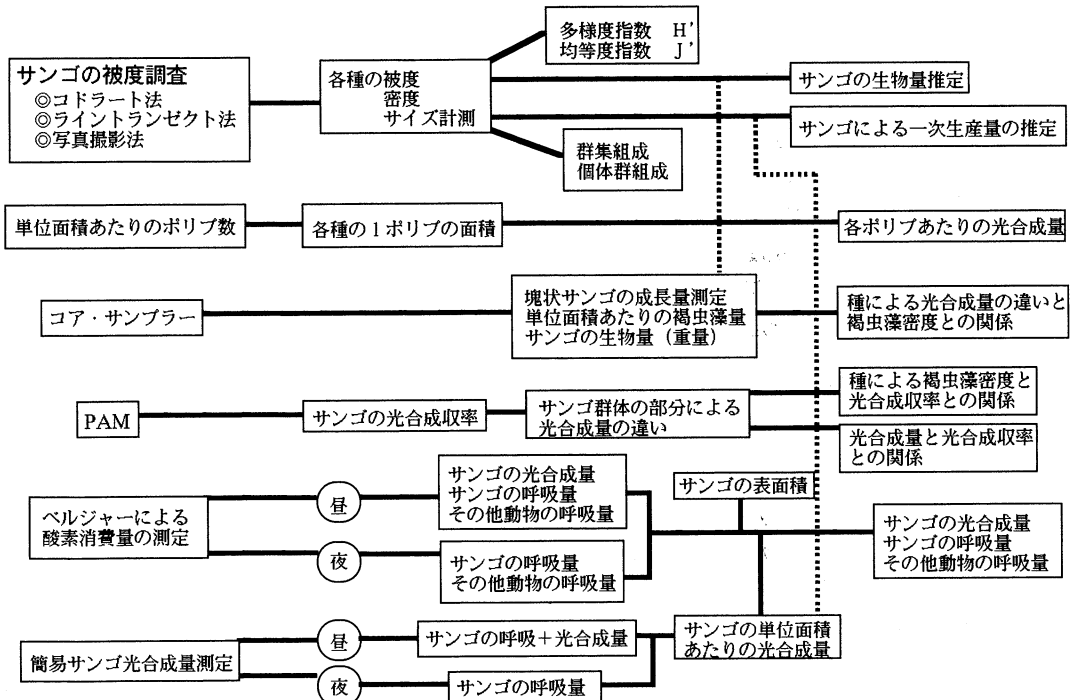 サンゴの被度調査
◎コドラート法
◎ライントランゼクト法
◎写真撮影法
各種の被度
密度
サイズ計測
多様度指数 H'
均等度指数 J'
サンゴの生物量推定
サンゴによる一次生産量の推定
群集組成
個体群組成
単位面積あたりのポリプ数
各種の1ポリプの面積
各ポリプあたりの光合成量
コア・サンプラー
塊状サンゴの成長量測定
単位面積あたりの褐虫藻量
サンゴの生物量（重量）
種による光合成量の違いと
褐虫藻密度との関係
PAM
サンゴの光合成収率
サンゴ群体の部分による
光合成量の違い
種による褐虫藻密度と
光合成収率との関係
光合成量と光合成収率
との関係
ベルジャーによる
酸素消費量の測定
昼
サンゴの光合成量
サンゴの呼吸量
その他動物の呼吸量
夜
サンゴの呼吸量
その他動物の呼吸量
サンゴの表面積
サンゴの光合成量
サンゴの呼吸量
その他動物の呼吸量
簡易サンゴ光合成量測定
昼
サンゴの呼吸＋光合成量
夜
サンゴの呼吸量
サンゴの単位面積
あたりの光合成量